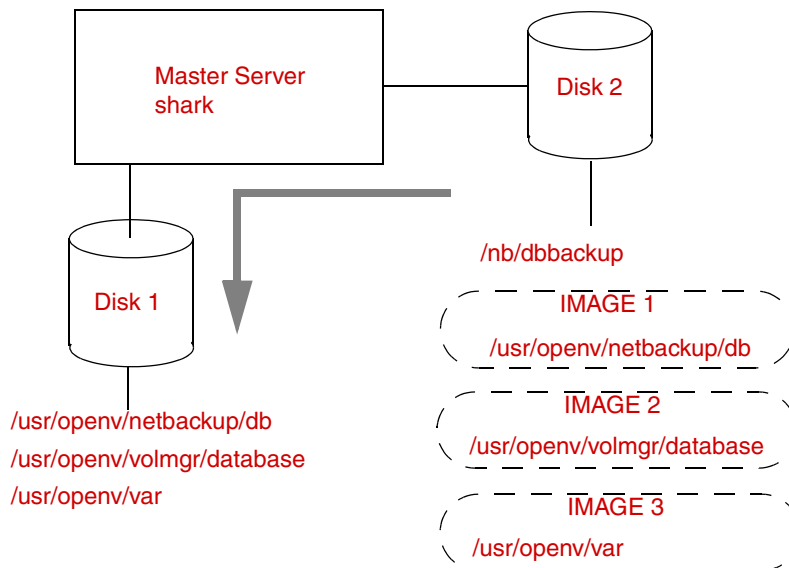 Master Server
shark
Disk 2
Disk 1
/nb/dbbackup
IMAGE 1
/usr/openv/netbackup/db
IMAGE 2
/usr/openv/volmgr/database
IMAGE 3
/usr/openv/var
/usr/openv/netbackup/db
/usr/openv/volmgr/database
/usr/openv/var